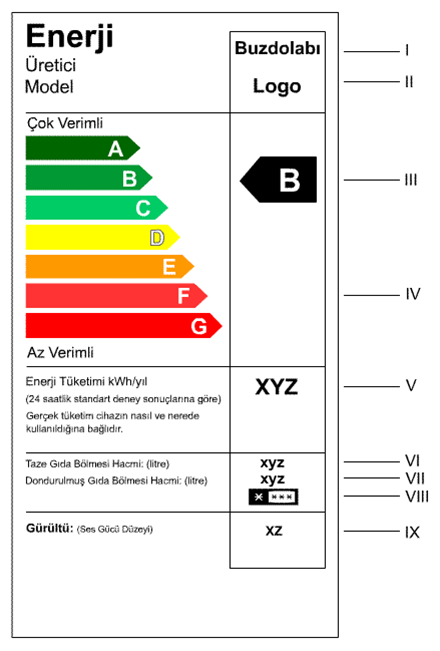 Enerji
Buzdolabı
I
Üretici
Model
Logo
II
Çok Verimli
A
B
B
III
C
D
E
F
IV
G
Az Verimli
Enerji Tüketimi kWh/yıl
XYZ
V
(24 saatlik standart deney sonuçlarına göre)
Gerçek tüketim cihazın nasıl ve nerede
kullanıldığına bağlıdır.
Taze Gıda Bölmesi Hacmi: (litre)
xyz
VI
Dondurulmuş Gıda Bölmesi Hacmi: (litre)
xyz
VII
* ***
VIII
Gürültü: (Ses Gücü Düzeyi)
xz
IX